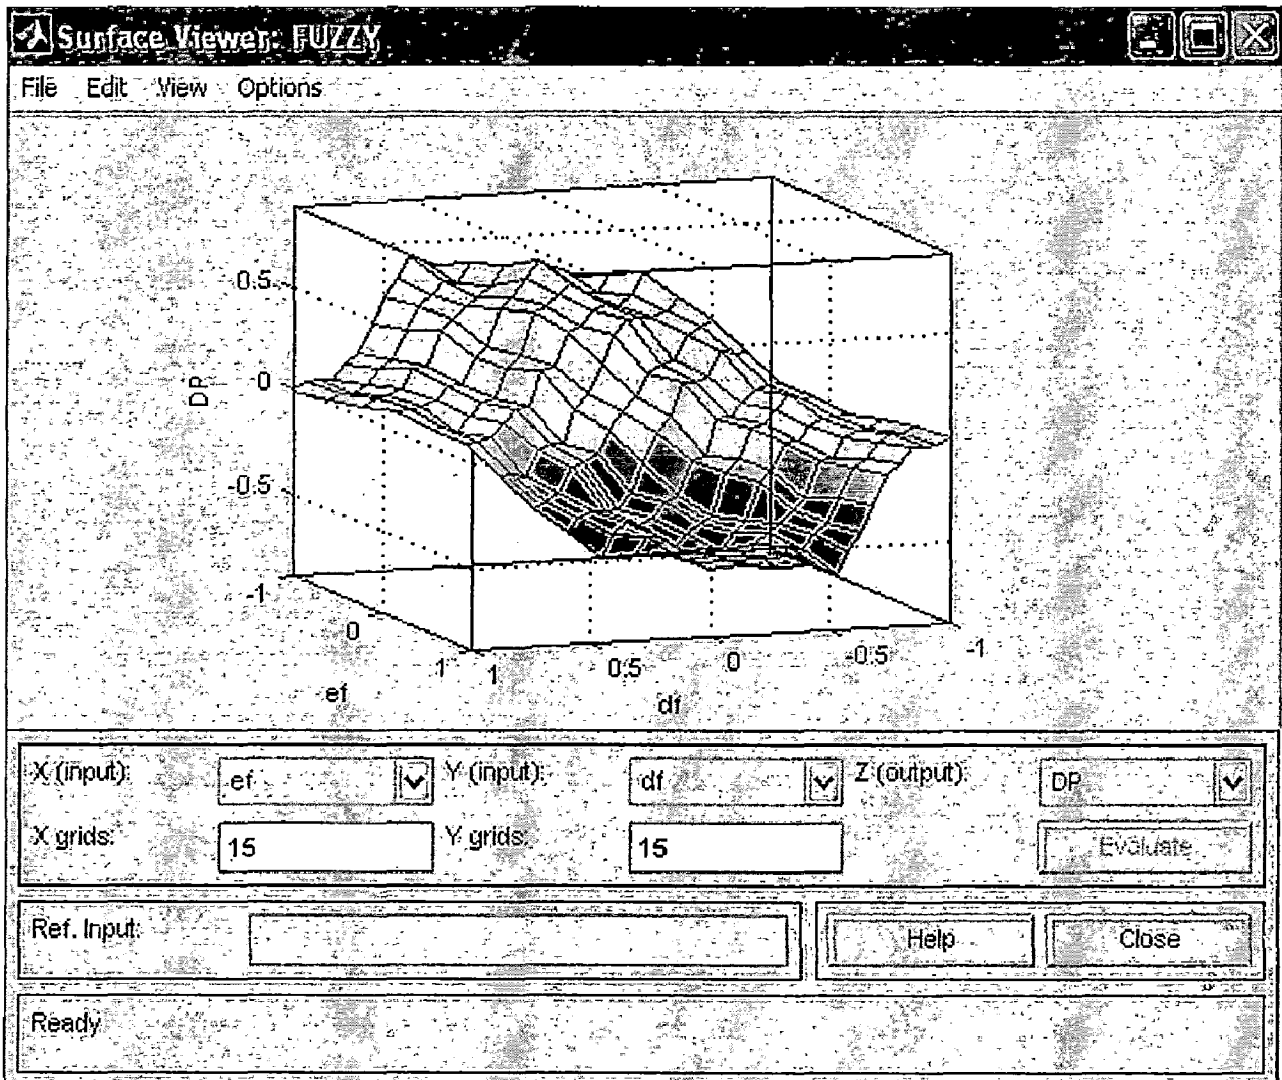 Surface Viewer: FUZZY
File Edit View Options
0.5
0
-0.5
DP
-1
0
1
ef
1
0.5
0
-0.5
-1
df
X (input): ef Y (input): df Z (output): DP
X grids: 15 Y grids: 15 Evaluate
Ref. Input: Help Close
Ready